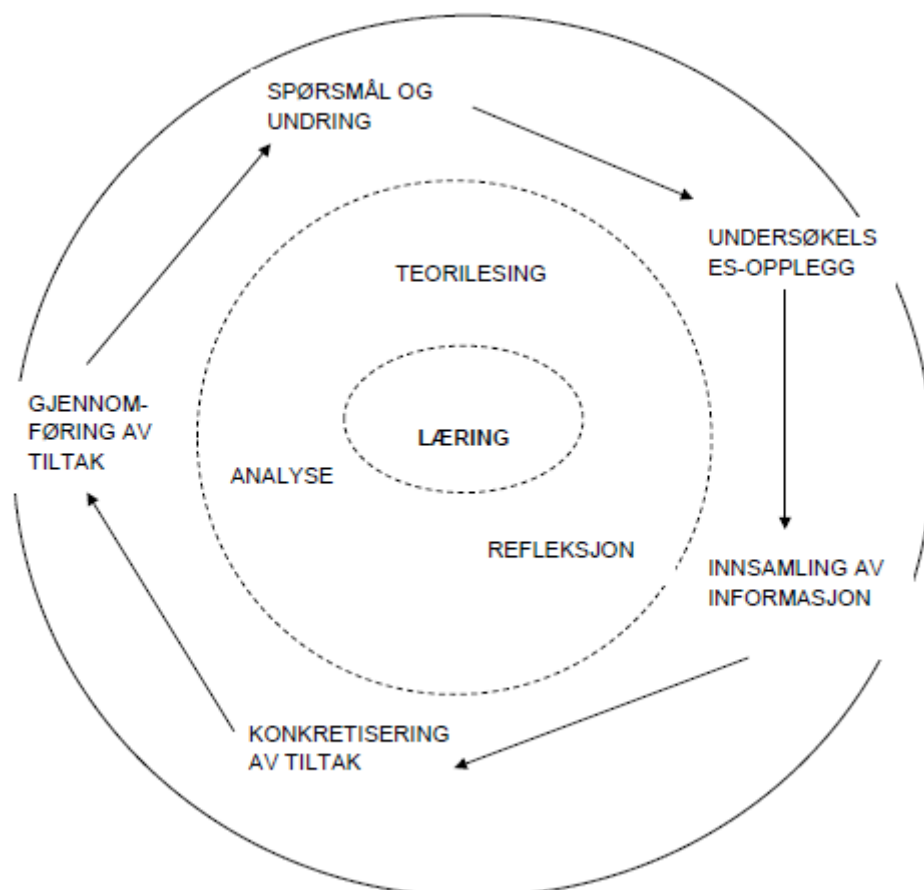 SPØRSMÅL OG
UNDRING
UNDERSØKELS
ES-OPPLEGG
TEORILESING
GJENNOM-
FØRING AV
TILTAK
LÆRING
ANALYSE
REFLEKSJON
INNSAMLING AV
INFORMASJON
KONKRETISERING
AV TILTAK